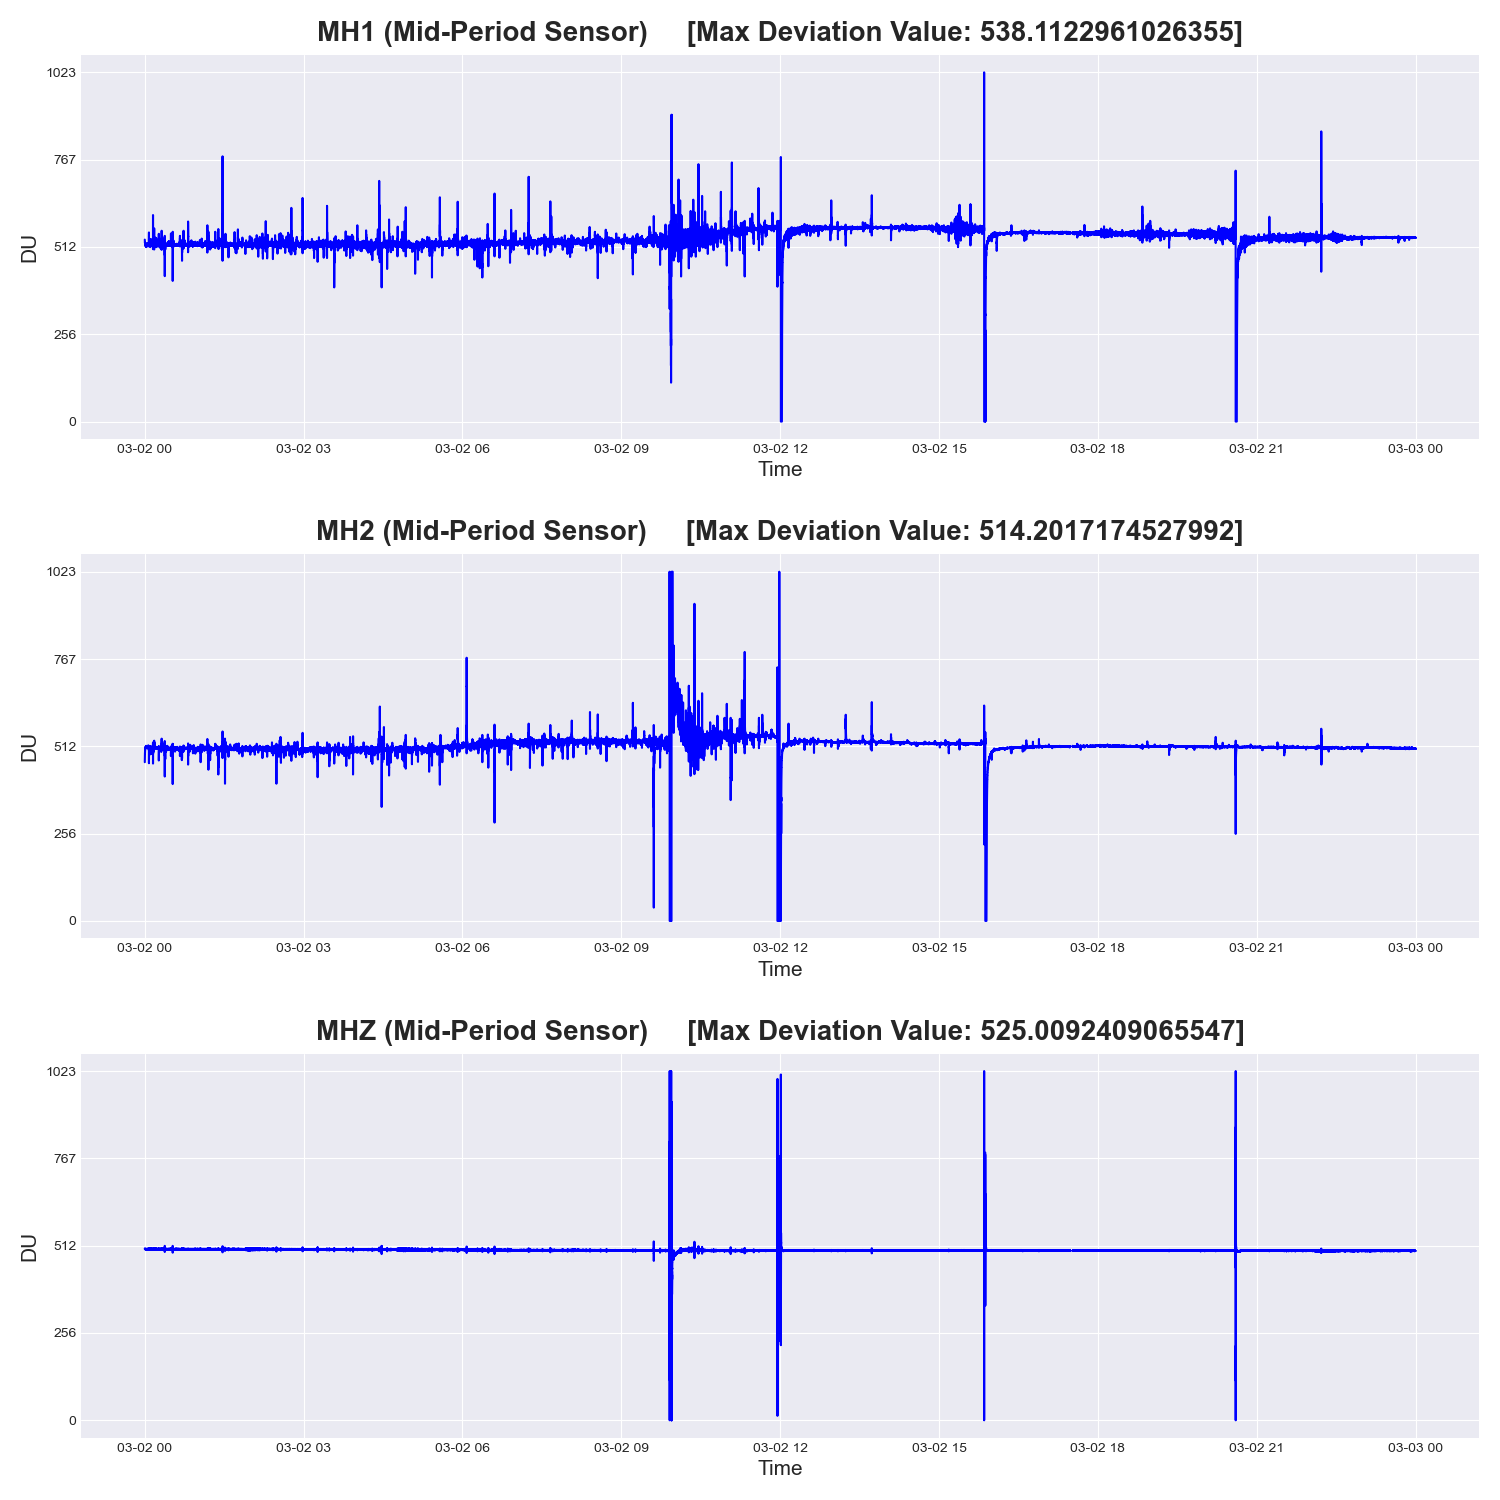 MH1 (Mid-Period Sensor)     [Max Deviation Value: 538.1122961026355]
1023
767
512
256
0
DU
03-02 00 03-02 03 03-02 06 03-02 09 03-02 12 03-02 15 03-02 18 03-02 21 03-03 00
Time
MH2 (Mid-Period Sensor)     [Max Deviation Value: 514.2017174527992]
1023
767
512
256
0
DU
03-02 00 03-02 03 03-02 06 03-02 09 03-02 12 03-02 15 03-02 18 03-02 21 03-03 00
Time
MHZ (Mid-Period Sensor)     [Max Deviation Value: 525.0092409065547]
1023
767
512
256
0
DU
03-02 00 03-02 03 03-02 06 03-02 09 03-02 12 03-02 15 03-02 18 03-02 21 03-03 00
Time